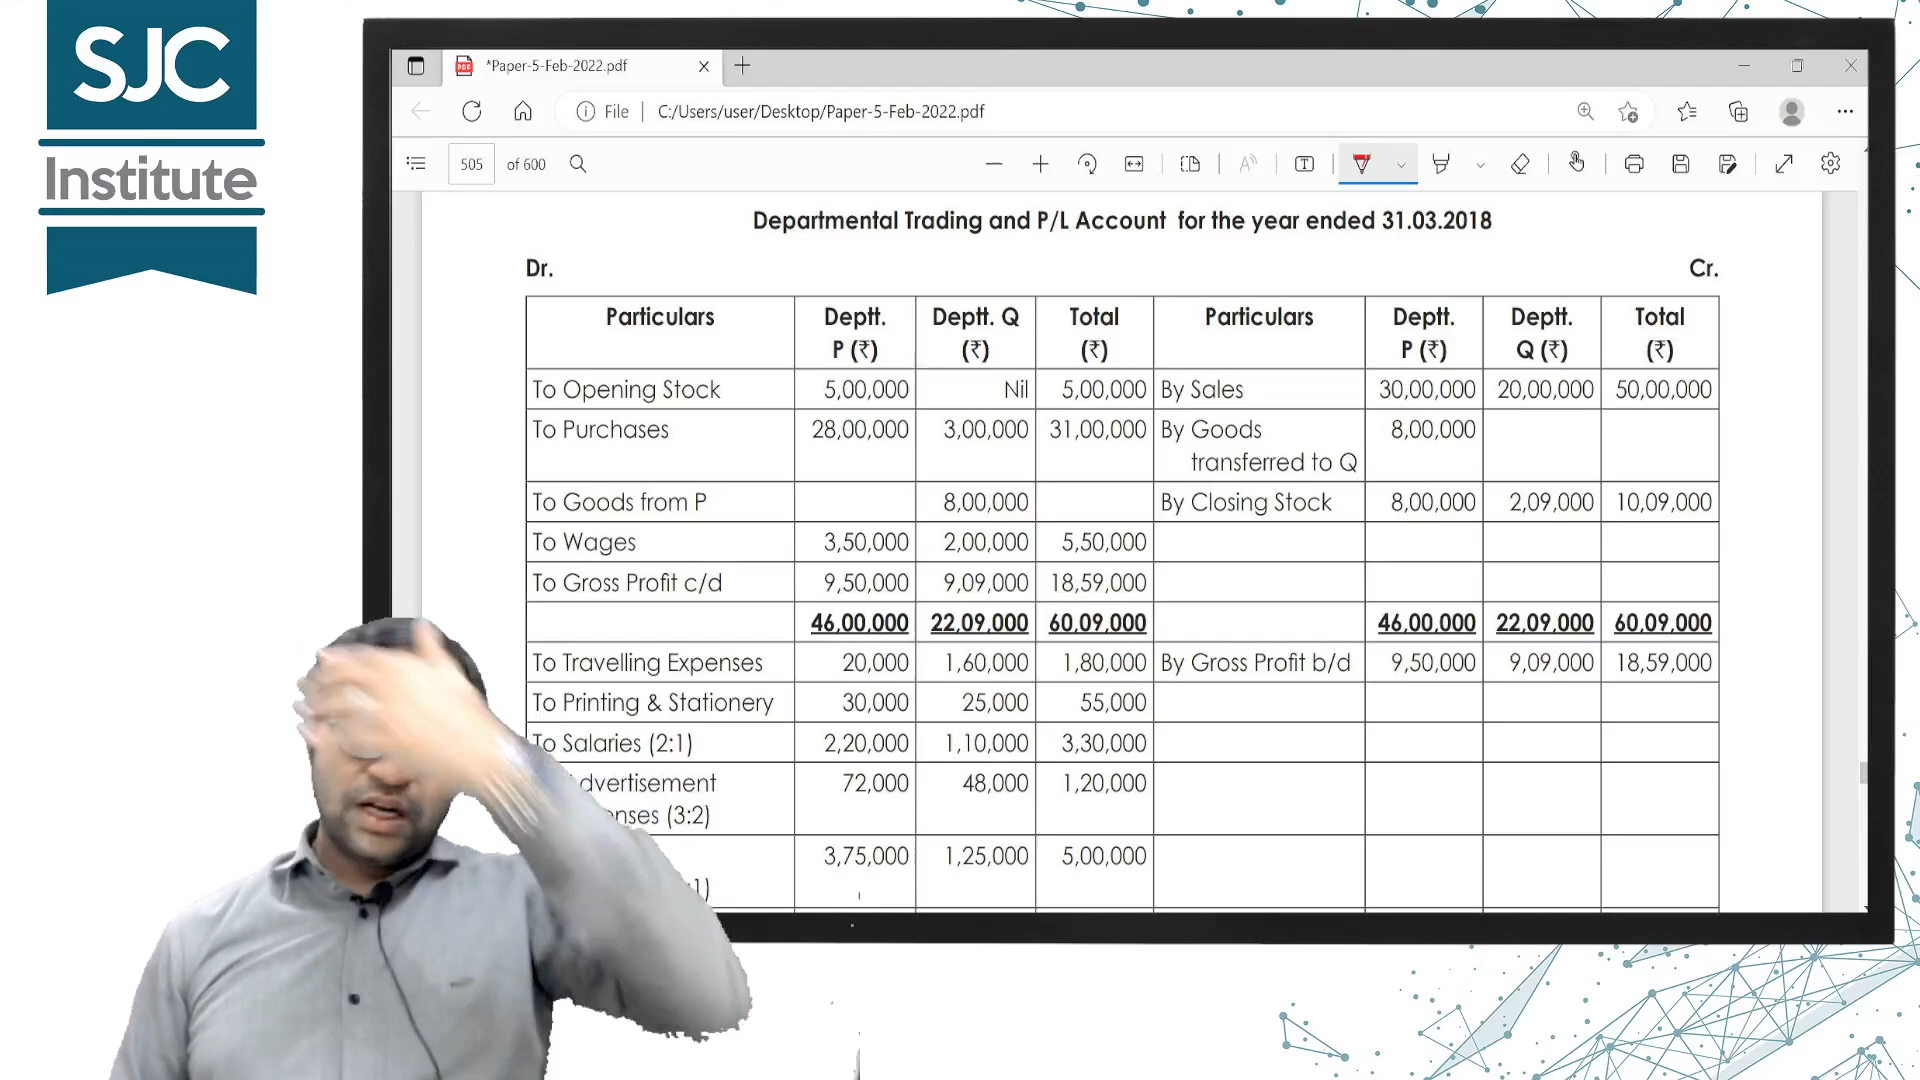 SJC
Institute
*Paper-5-Feb-2022.pdf
File
C:/Users/user/Desktop/Paper-5-Feb-2022.pdf
505 of 600
Departmental Trading and P/L Account for the year ended 31.03.2018
Dr. Cr.
Particulars Deptt. P (₹) Deptt. Q (₹) Total (₹) Particulars Deptt. P (₹) Deptt. Q (₹) Total (₹)
To Opening Stock 5,00,000 Nil 5,00,000 By Sales 30,00,000 20,00,000 50,00,000
To Purchases 28,00,000 3,00,000 31,00,000 By Goods transferred to Q 8,00,000
To Goods from P 8,00,000 By Closing Stock 8,00,000 2,09,000 10,09,000
To Wages 3,50,000 2,00,000 5,50,000
To Gross Profit c/d 9,50,000 9,09,000 18,59,000
46,00,000 22,09,000 60,09,000 46,00,000 22,09,000 60,09,000
To Travelling Expenses 20,000 1,60,000 1,80,000 By Gross Profit b/d 9,50,000 9,09,000 18,59,000
To Printing & Stationery 30,000 25,000 55,000
To Salaries (2:1) 2,20,000 1,10,000 3,30,000
dvertisement 72,000 48,000 1,20,000
nses (3:2)
3,75,000 1,25,000 5,00,000
1)